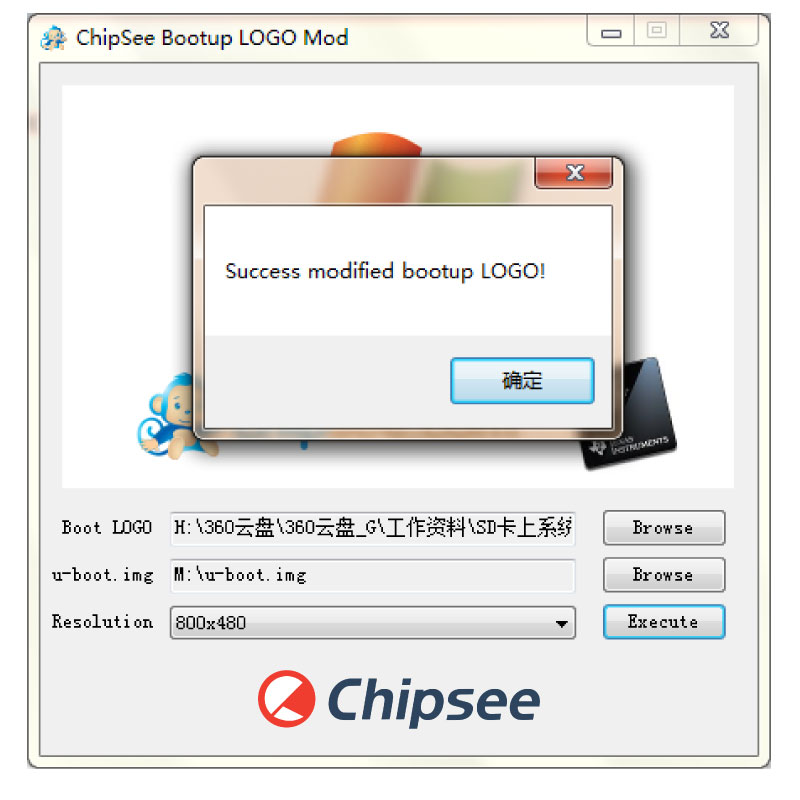 ChipSee Bootup LOGO Mod
Success modified bootup LOGO!
确定
TEXAS
INSTRUMENTS
Boot LOGO H:\360云盘\360云盘_G\工作资料\SD卡上系统 Browse
u-boot.img M:\u-boot.img Browse
Resolution 800x480 Execute
Chipsee